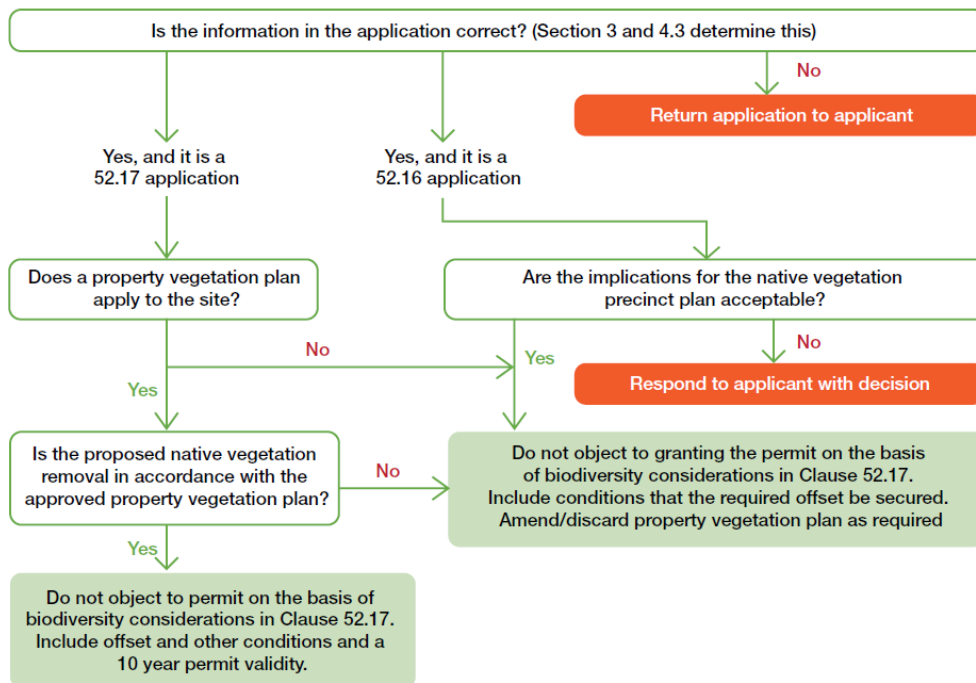 Is the information in the application correct? (Section 3 and 4.3 determine this)
No
Return application to applicant
Yes, and it is a
52.17 application
Yes, and it is a
52.16 application
Does a property vegetation plan
apply to the site?
Are the implications for the native vegetation
precinct plan acceptable?
No
Yes
No
Yes
Respond to applicant with decision
Is the proposed native vegetation
removal in accordance with the
approved property vegetation plan?
No
Do not object to granting the permit on the basis
of biodiversity considerations in Clause 52.17.
Include conditions that the required offset be secured.
Amend/discard property vegetation plan as required
Yes
Do not object to permit on the basis of
biodiversity considerations in Clause 52.17.
Include offset and other conditions and a
10 year permit validity.